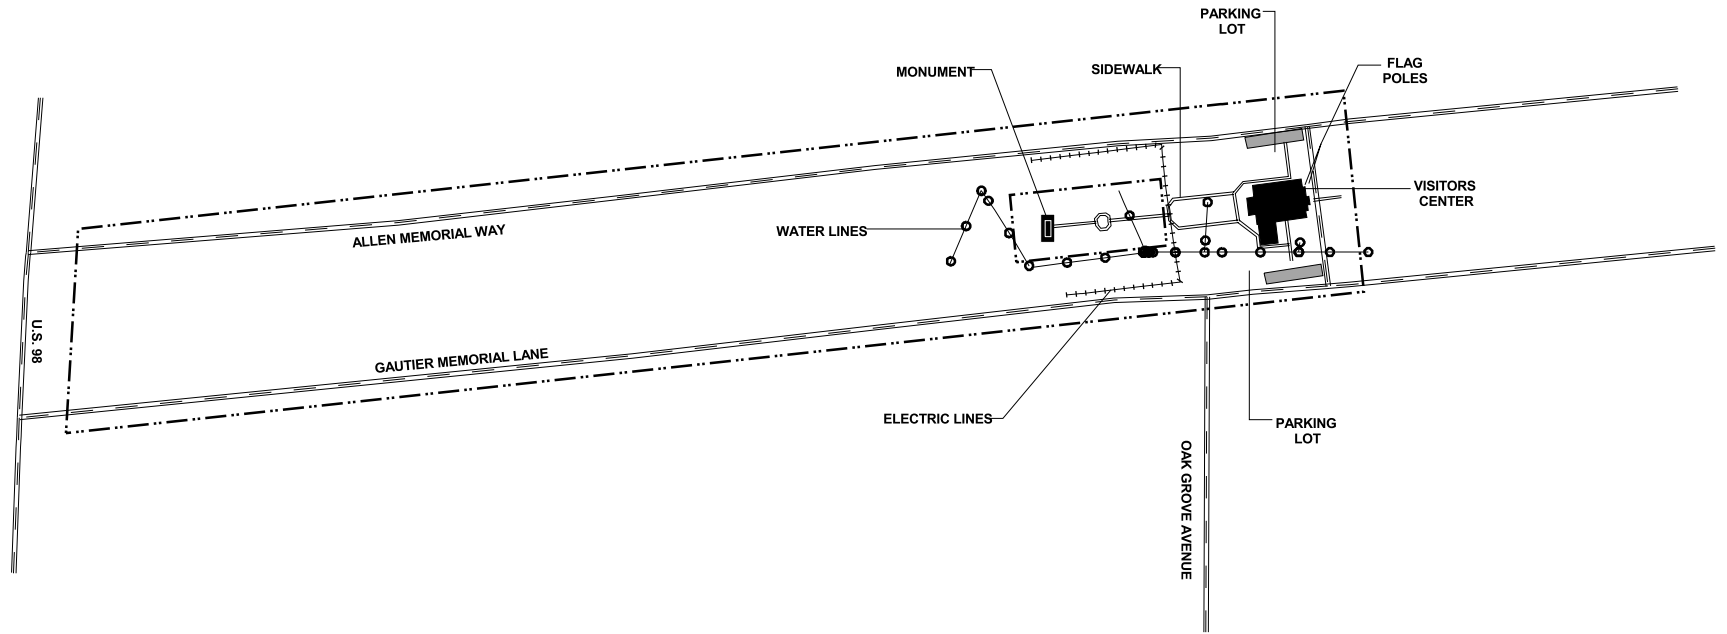 PARKING
LOT
MONUMENT
SIDEWALK
FLAG
POLES
VISITORS
CENTER
WATER LINES
ALLEN MEMORIAL WAY
U.S. 98
GAUTIER MEMORIAL LANE
ELECTRIC LINES
PARKING
LOT
OAK GROVE AVENUE